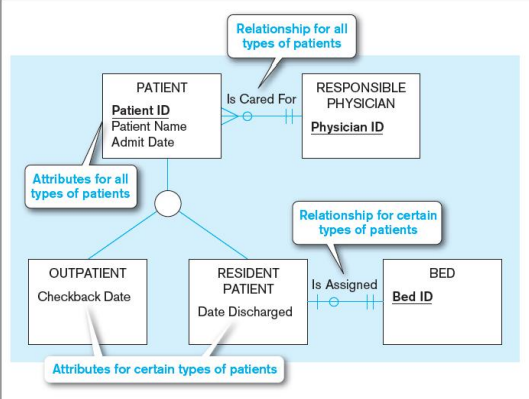 Relationship for all
types of patients
PATIENT
Patient ID
Patient Name
Admit Date
Is Cared For
RESPONSIBLE
PHYSICIAN
Physician ID
Attributes for all
types of patients
Relationship for certain
types of patients
OUTPATIENT
Checkback Date
RESIDENT
PATIENT
Date Discharged
Is Assigned
BED
Bed ID
Attributes for certain types of patients